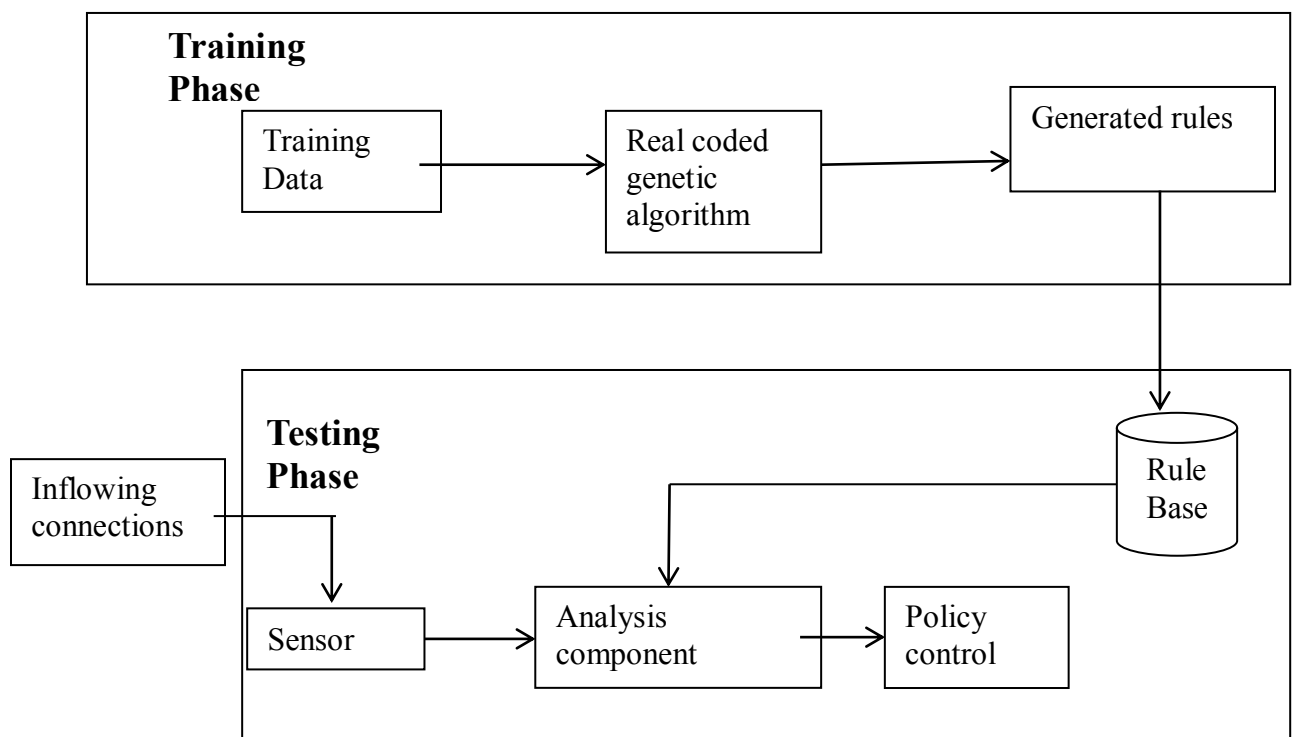 Training
Phase
Training
Data
Real coded
genetic
algorithm
Generated rules
Testing
Phase
Inflowing
connections
Rule
Base
Sensor
Analysis
component
Policy
control